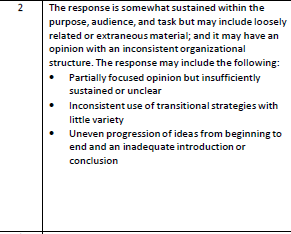 2
The response is somewhat sustained within the
purpose, audience, and task but may include loosely
related or extraneous material; and it may have an
opinion with an inconsistent organizational
structure. The response may include the following:
• Partially focused opinion but insufficiently
sustained or unclear
• Inconsistent use of transitional strategies with
little variety
• Uneven progression of ideas from beginning to
end and an inadequate introduction or
conclusion